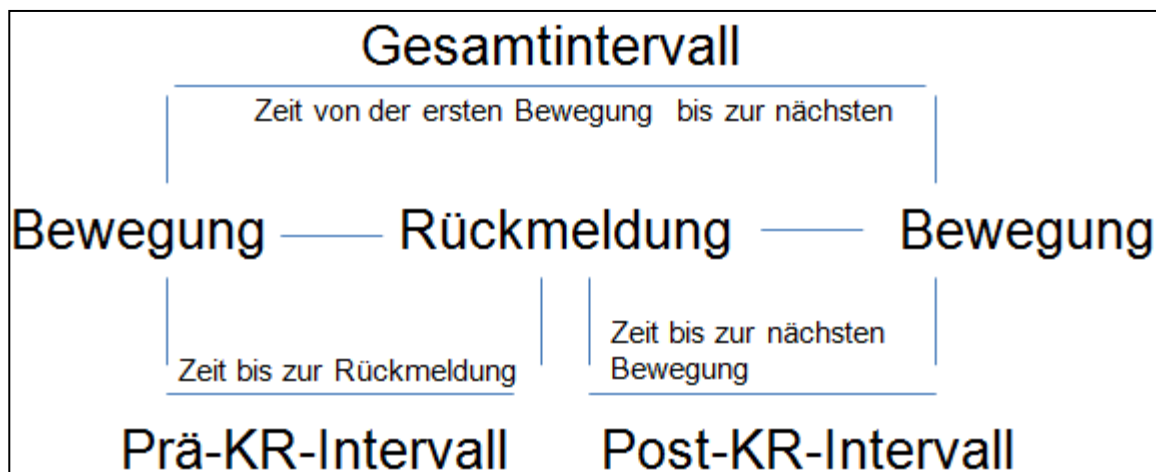 Gesamtintervall
Zeit von der ersten Bewegung bis zur nächsten
Bewegung Rückmeldung Bewegung
Zeit bis zur Rückmeldung
Zeit bis zur nächsten
Bewegung
Prä-KR-Intervall Post-KR-Intervall